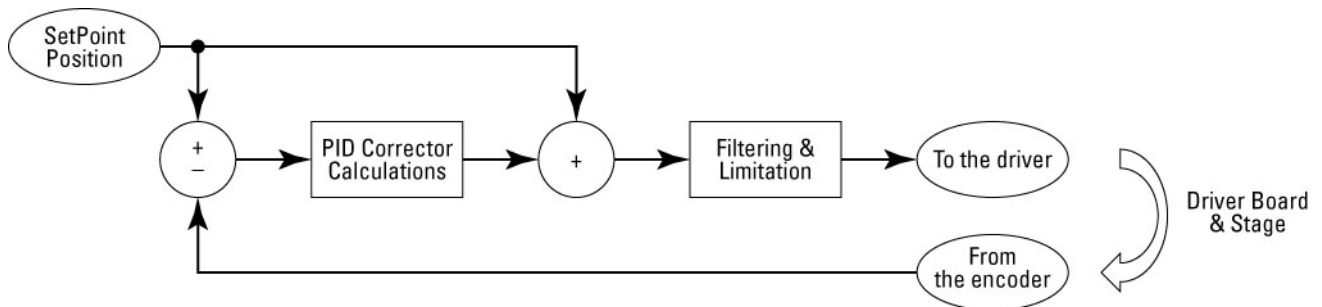 SetPoint
Position
+
–
PID Corrector
Calculations
+
Filtering &
Limitation
To the driver
Driver Board
& Stage
From
the encoder